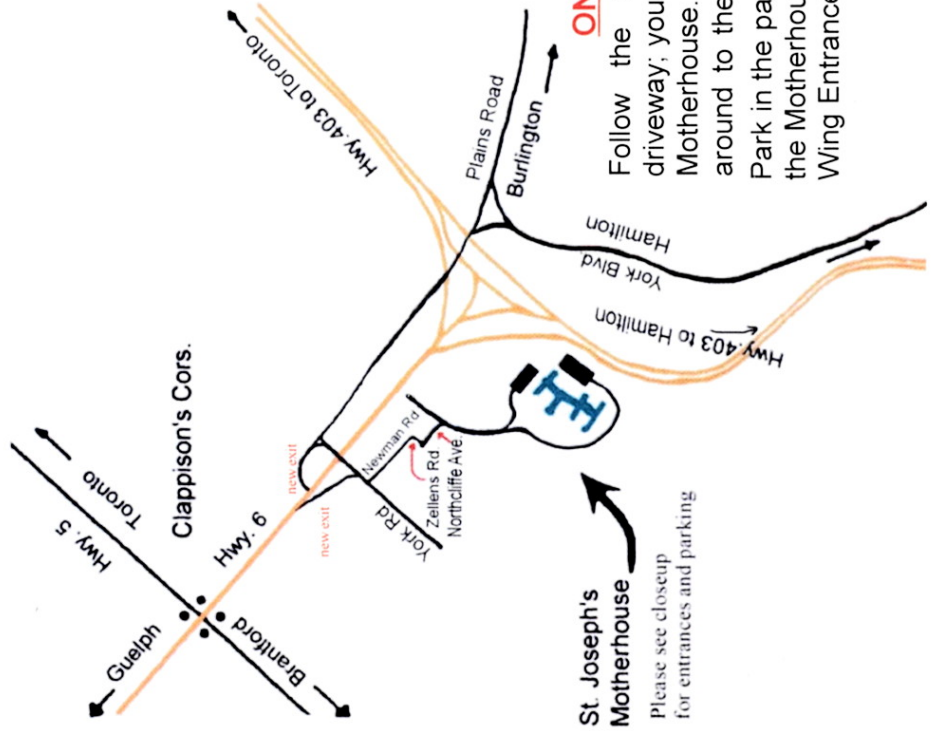 Hwy. 403 to Toronto
Toronto
Hwy. 5
Clappison's Cors.
Guelph
Hwy. 6
Brantford
new exit
new exit
Newman Rd
Zellens Rd
Northcliffe Ave.
York Rd
Plains Road
Burlington
Hamilton
York Blvd
Hwy. 403 to Hamilton
St. Joseph's
Motherhouse
Please see closeup
for entrances and parking
ON
Follow the
driveway; you
Motherhouse.
around to the
Park in the pa
the Motherhou
Wing Entrance